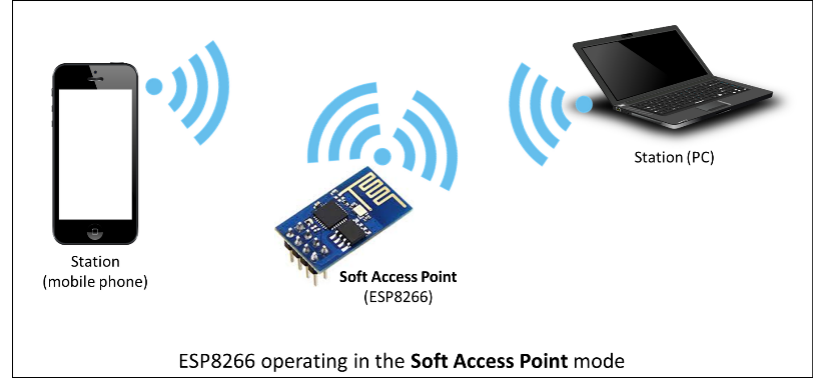 Station (PC)
Station
(mobile phone)
Soft Access Point
(ESP8266)
ESP8266 operating in the Soft Access Point mode